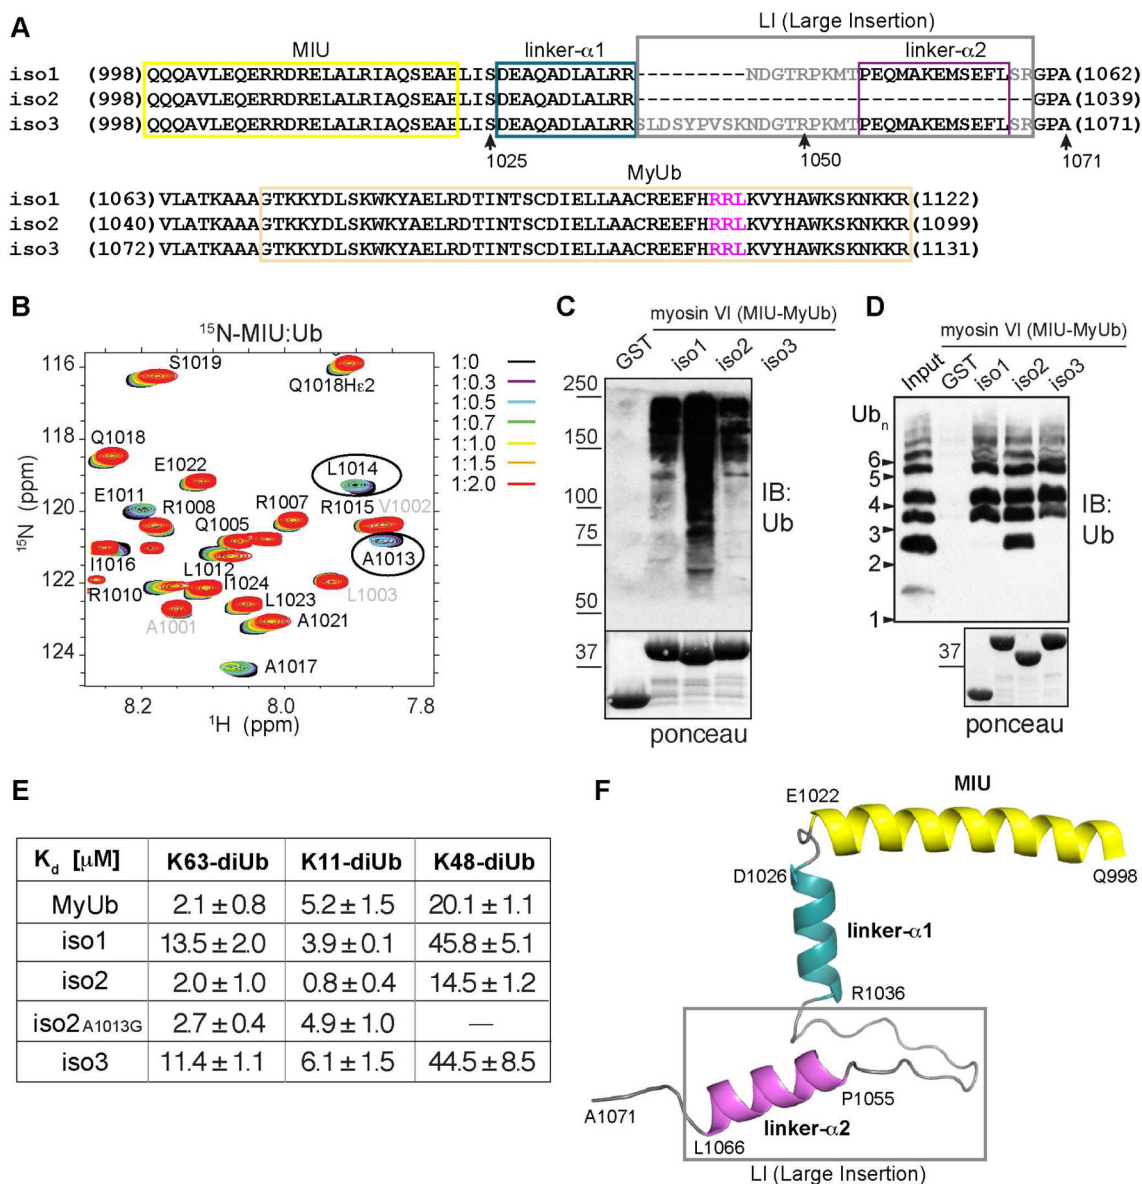 A
LI (Large Insertion)
MIU
linker-α1
linker-α2
iso1 (998) QQQAVLEQERRDRELALRIAQSEAELISDEAQADLALRR---------NDGTRPKMTPEQMAKEMSEFLSRGPA (1062)
iso2 (998) QQQAVLEQERRDRELALRIAQSEAELISDEAQADLALRR--------------------------------GPA (1039)
iso3 (998) QQQAVLEQERRDRELALRIAQSEAELISDEAQADLALRRSLDSYPVSKNDGTRPKMTPEQMAKEMSEFLSRGPA (1071)
1025
1050
1071
MyUb
iso1 (1063) VLATKAAAGTKKYDLSKWKYAELRDTINTSCDIELLAACREEFHRRLKVYHAWKSKNKKR (1122)
iso2 (1040) VLATKAAAGTKKYDLSKWKYAELRDTINTSCDIELLAACREEFHRRLKVYHAWKSKNKKR (1099)
iso3 (1072) VLATKAAAGTKKYDLSKWKYAELRDTINTSCDIELLAACREEFHRRLKVYHAWKSKNKKR (1131)
B
15N-MIU:Ub
116
118
120
122
124
15N (ppm)
8.2
8.0
7.8
1H (ppm)
S1019
Q1018Hε2
Q1018
E1022
L1014
E1011
R1008
R1007
R1015
V1002
Q1005
A1013
I1016
L1012
I1024
L1003
R1010
L1023
A1001
A1021
A1017
1:0
1:0.3
1:0.5
1:0.7
1:1.0
1:1.5
1:2.0
C
myosin VI (MIU-MyUb)
GST
iso1
iso2
iso3
250
150
100
75
50
37
IB:
Ub
ponceau
D
myosin VI (MIU-MyUb)
Input
GST
iso1
iso2
iso3
Ubn
6
5
4
3
2
1
37
IB:
Ub
ponceau
E
Kd [μM] K63-diUb K11-diUb K48-diUb
MyUb 2.1 ± 0.8 5.2 ± 1.5 20.1 ± 1.1
iso1 13.5 ± 2.0 3.9 ± 0.1 45.8 ± 5.1
iso2 2.0 ± 1.0 0.8 ± 0.4 14.5 ± 1.2
iso2 A1013G 2.7 ± 0.4 4.9 ± 1.0 —
iso3 11.4 ± 1.1 6.1 ± 1.5 44.5 ± 8.5
F
MIU
E1022
Q998
D1026
linker-α1
R1036
P1055
A1071
linker-α2
L1066
LI (Large Insertion)